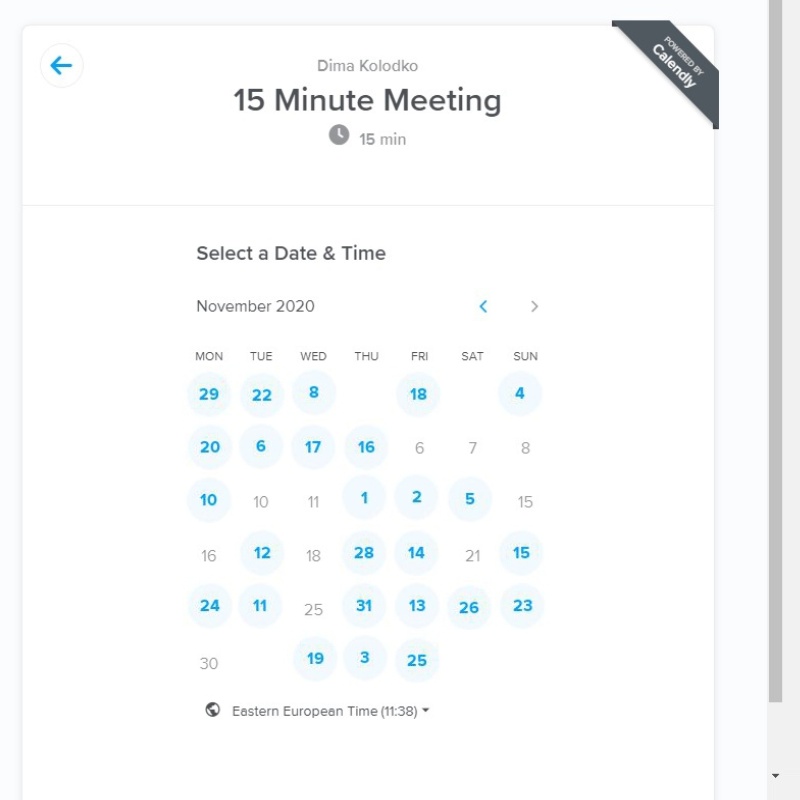 POWERED BY
Calendly
Dima Kolodko
15 Minute Meeting
15 min
Select a Date & Time
November 2020
MON TUE WED THU FRI SAT SUN
29 22 8 18 4
20 6 17 16 6 7 8
10 10 11 1 2 5 15
16 12 18 28 14 21 15
24 11 25 31 13 26 23
30 19 3 25
Eastern European Time (11:38)